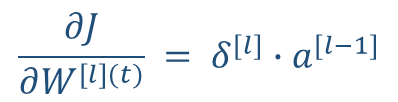 ∂J/∂W^{[l](t)} = δ^{[l]} · a^{[l−1]}